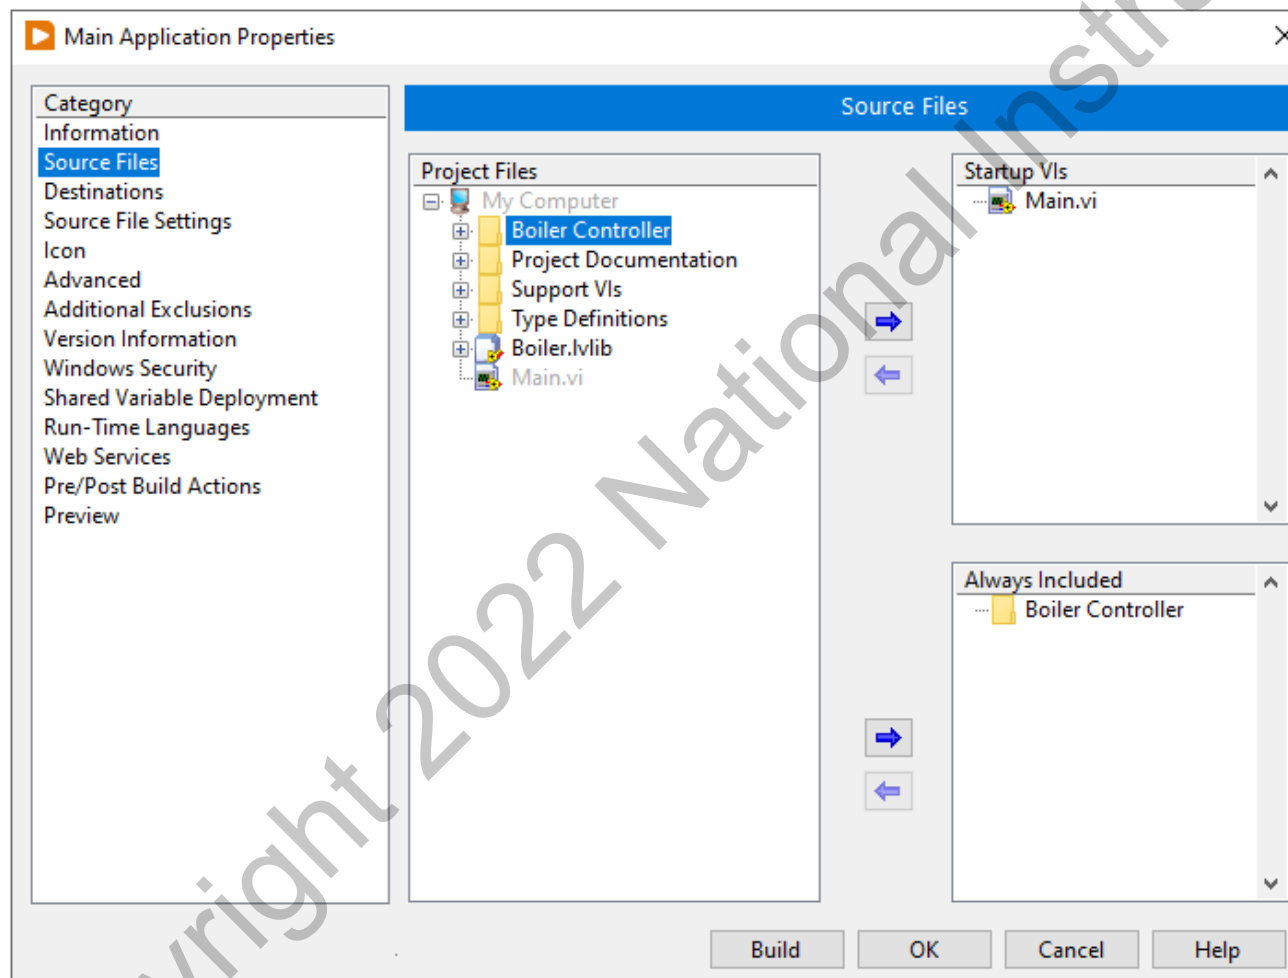 Main Application Properties
Category
Information
Source Files
Destinations
Source File Settings
Icon
Advanced
Additional Exclusions
Version Information
Windows Security
Shared Variable Deployment
Run-Time Languages
Web Services
Pre/Post Build Actions
Preview
Source Files
Project Files
My Computer
Boiler Controller
Project Documentation
Support VIs
Type Definitions
Boiler.lvlib
Main.vi
Startup VIs
Main.vi
Always Included
Boiler Controller
Build
OK
Cancel
Help
yright 2022 National Instru